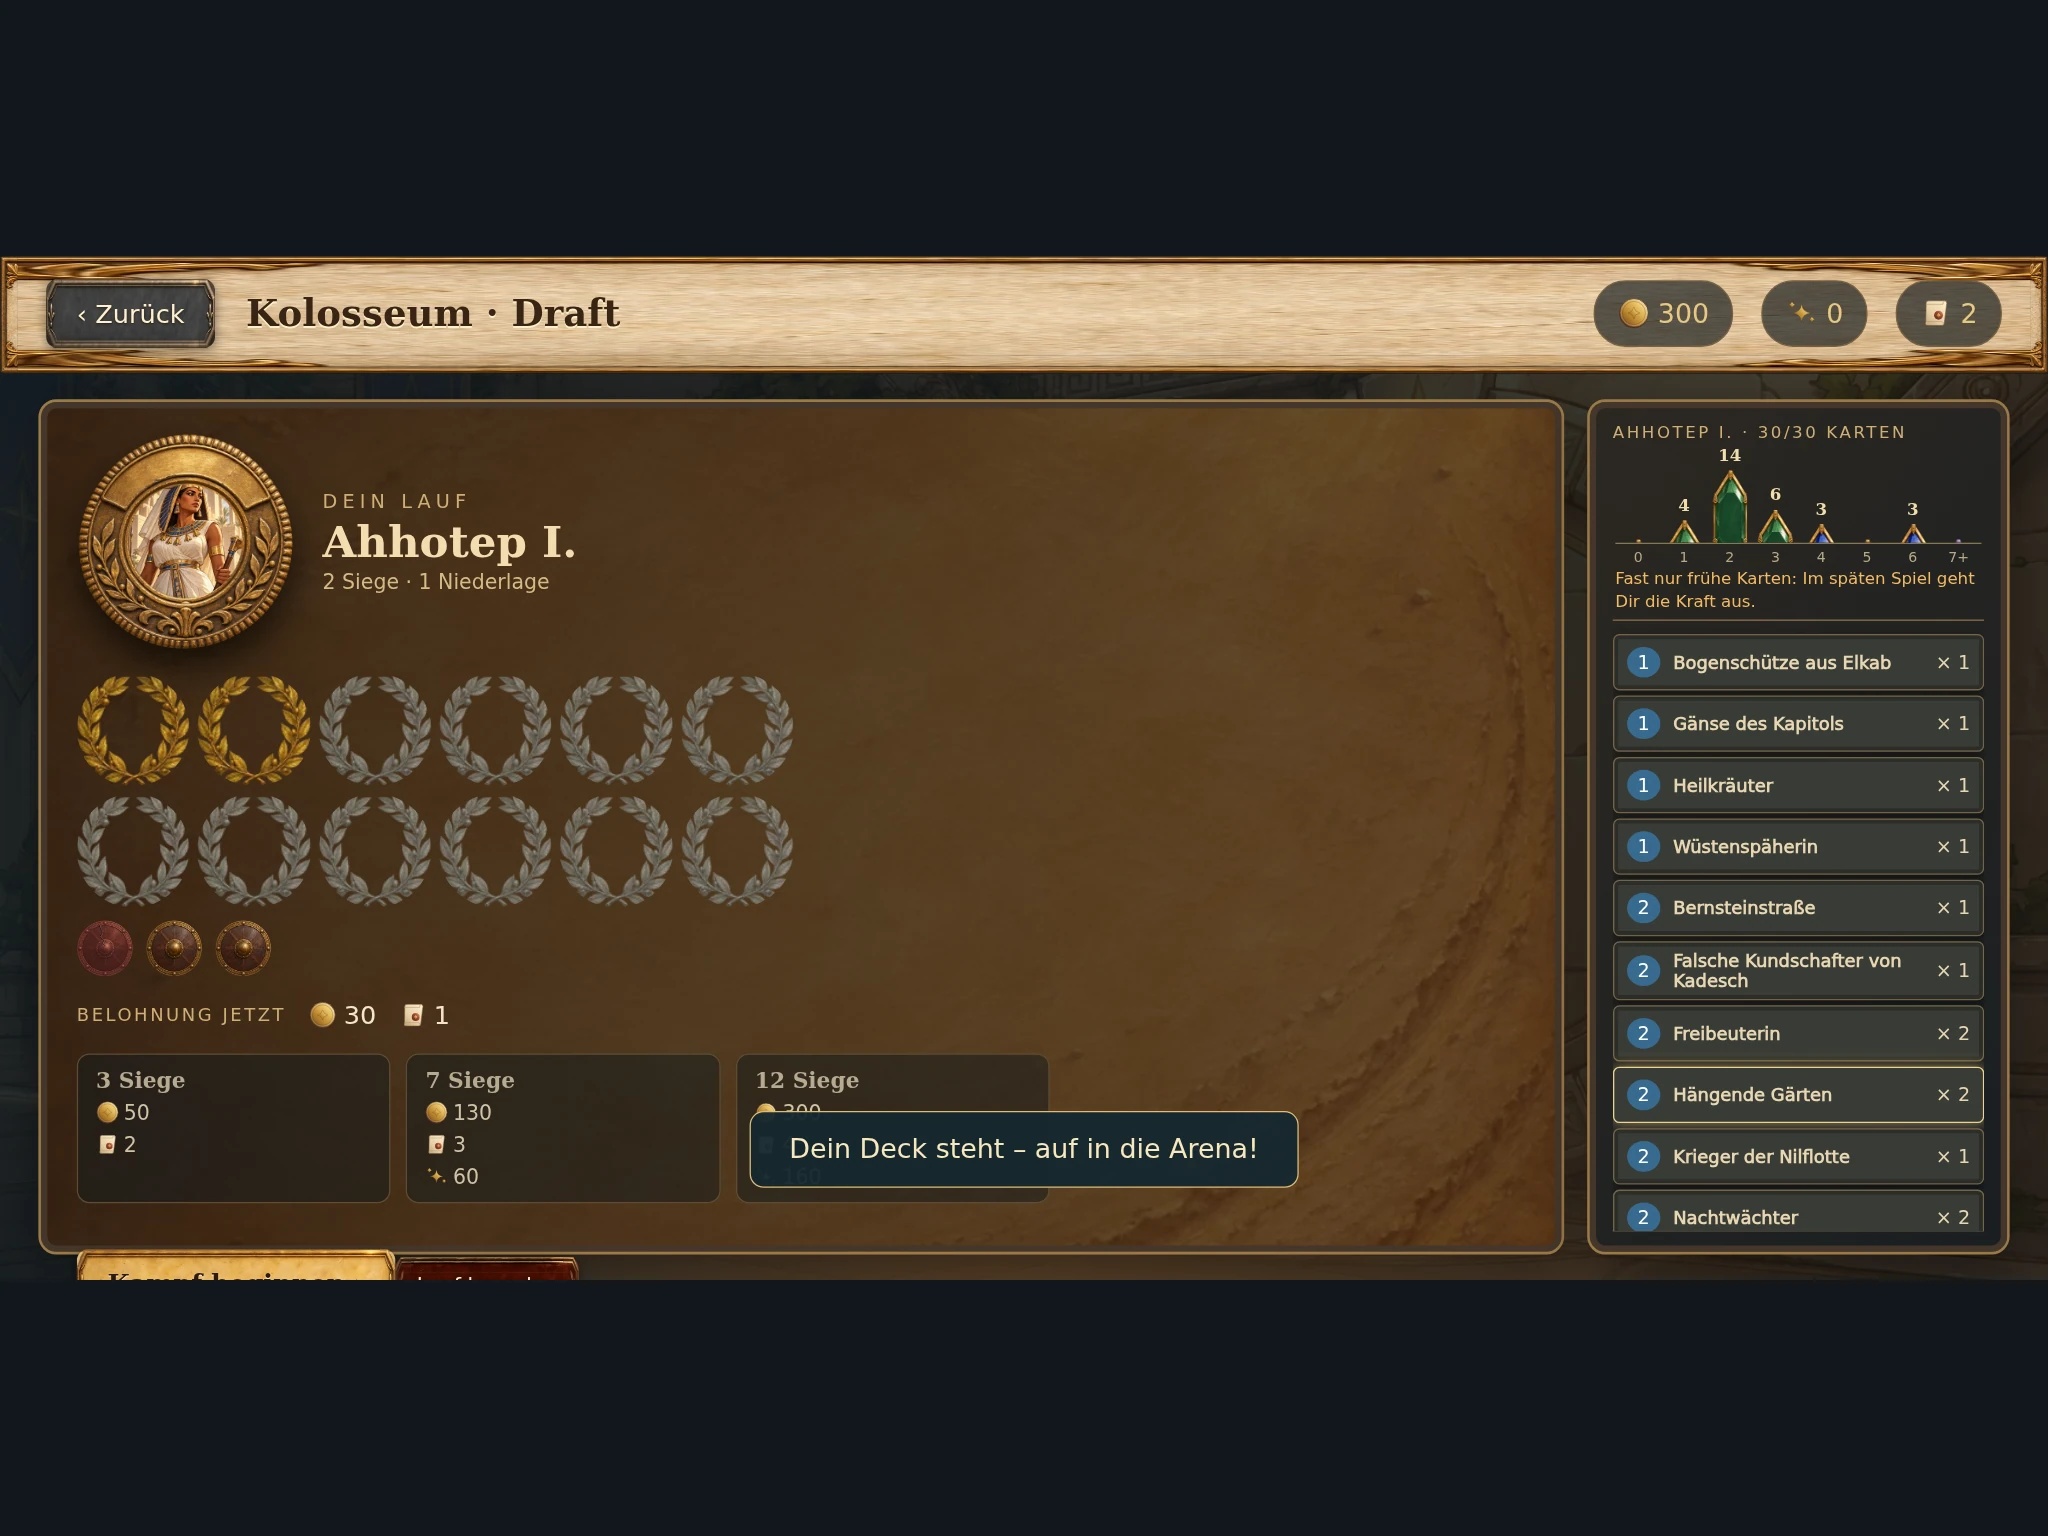 ‹ Zurück
Kolosseum · Draft
300
0
2
DEIN LAUF
Ahhotep I.
2 Siege · 1 Niederlage
BELOHNUNG JETZT
30
1
3 Siege
50
2
7 Siege
130
3
60
12 Siege
300
160
Dein Deck steht – auf in die Arena!
Kampf beginnen
AHHOTEP I. · 30/30 KARTEN
14
4
6
3
3
0 1 2 3 4 5 6 7+
Fast nur frühe Karten: Im späten Spiel geht
Dir die Kraft aus.
1 Bogenschütze aus Elkab × 1
1 Gänse des Kapitols × 1
1 Heilkräuter × 1
1 Wüstenspäherin × 1
2 Bernsteinstraße × 1
2 Falsche Kundschafter von
Kadesch × 1
2 Freibeuterin × 2
2 Hängende Gärten × 2
2 Krieger der Nilflotte × 1
2 Nachtwächter × 2